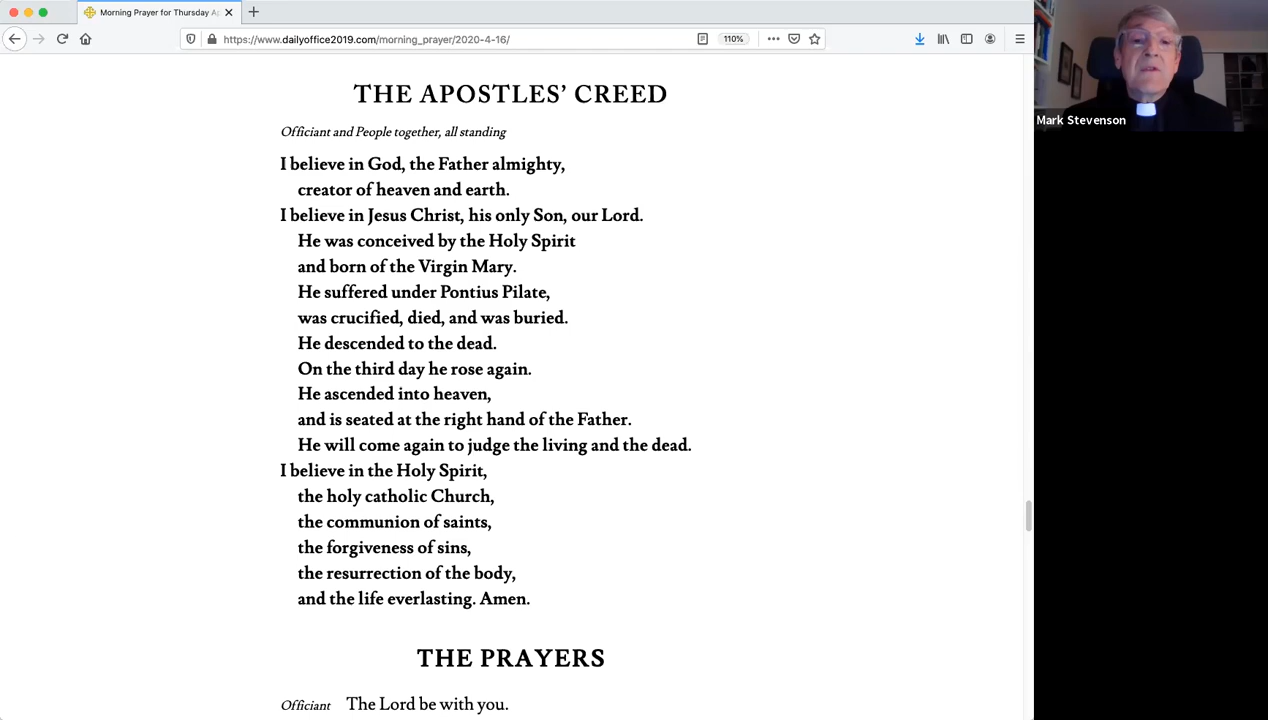 Morning Prayer for Thursday
https://www.dailyoffice2019.com/morning_prayer/2020-4-16/
110%
Mark Stevenson
THE APOSTLES’ CREED
Officiant and People together, all standing
I believe in God, the Father almighty,
creator of heaven and earth.
I believe in Jesus Christ, his only Son, our Lord.
He was conceived by the Holy Spirit
and born of the Virgin Mary.
He suffered under Pontius Pilate,
was crucified, died, and was buried.
He descended to the dead.
On the third day he rose again.
He ascended into heaven,
and is seated at the right hand of the Father.
He will come again to judge the living and the dead.
I believe in the Holy Spirit,
the holy catholic Church,
the communion of saints,
the forgiveness of sins,
the resurrection of the body,
and the life everlasting. Amen.
THE PRAYERS
Officiant The Lord be with you.